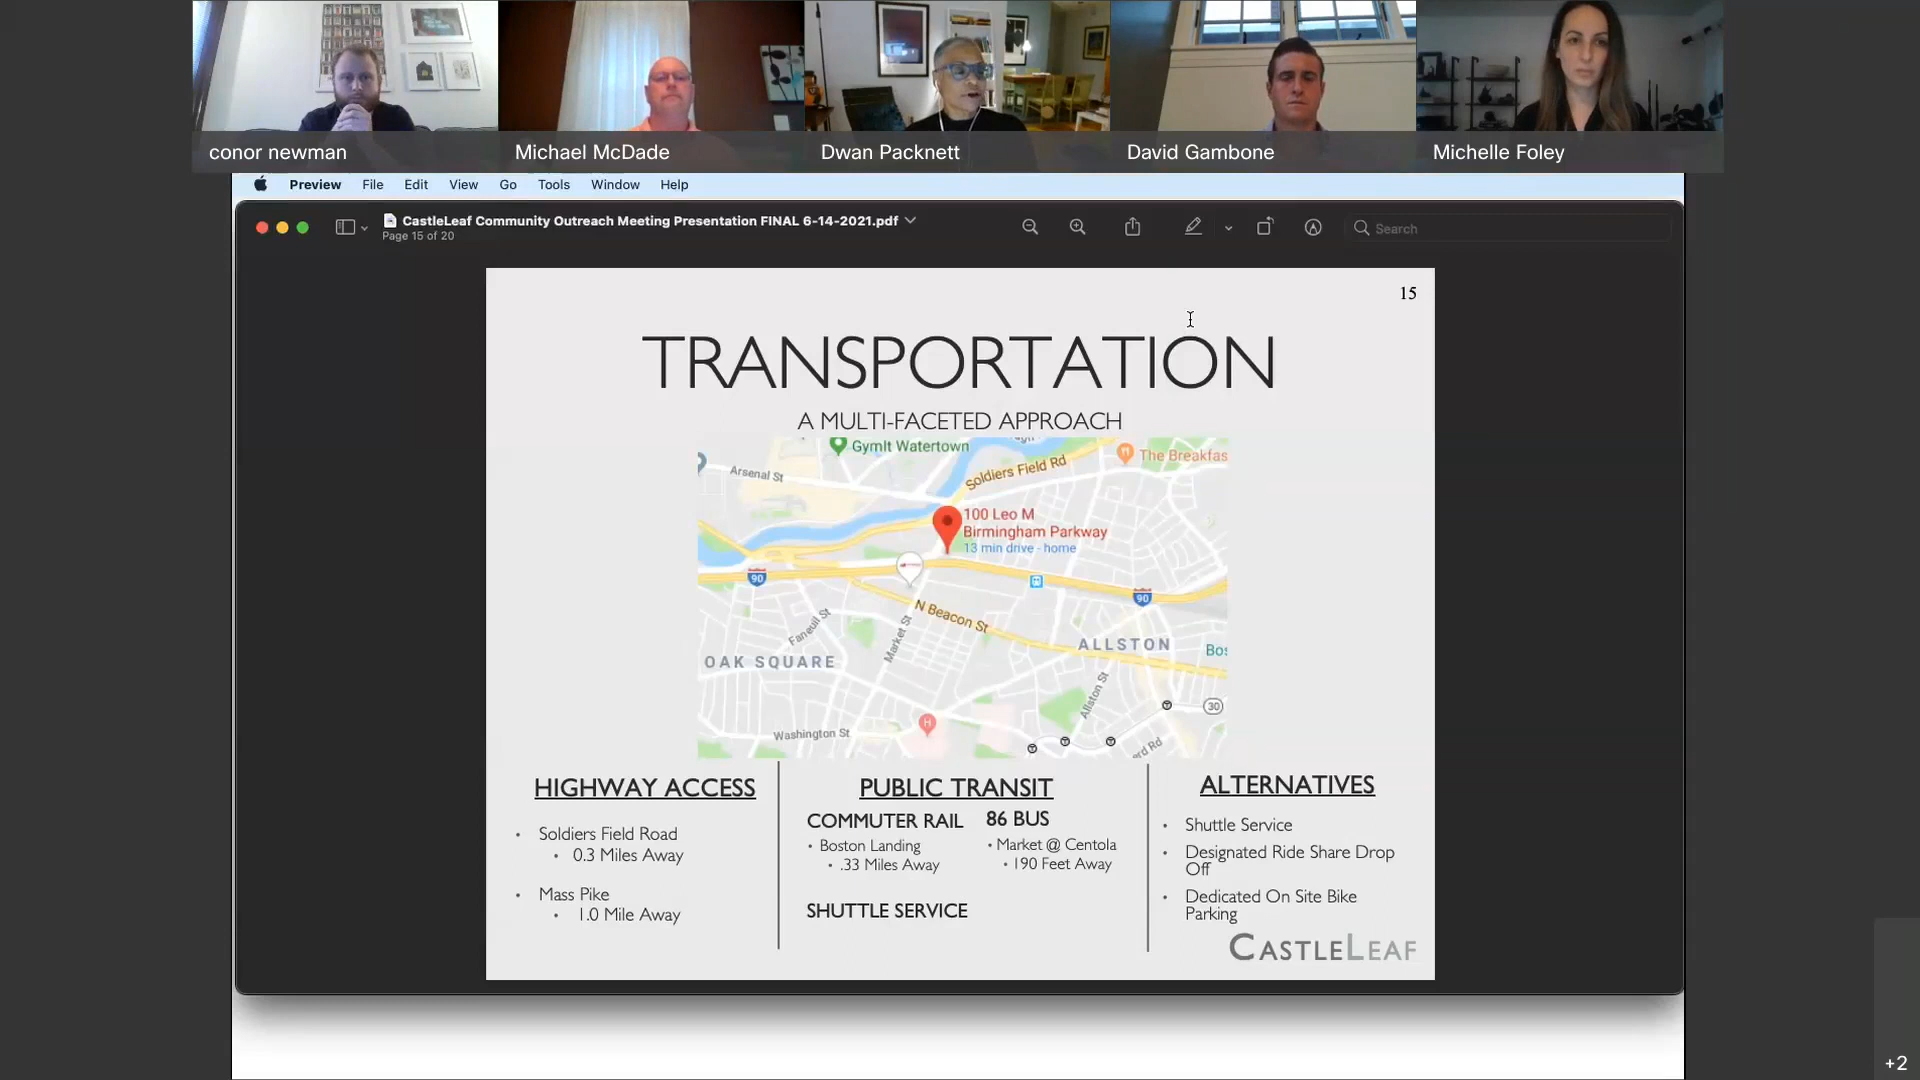 conor newman
Michael McDade
Dwan Packnett
David Gambone
Michelle Foley
Preview File Edit View Go Tools Window Help
CastleLeaf Community Outreach Meeting Presentation FINAL 6-14-2021.pdf
Page 15 of 20
Search
15
TRANSPORTATION
A MULTI-FACETED APPROACH
GymIt Watertown
Soldiers Field Rd
The Breakfas
Arsenal St
100 Leo M
Birmingham Parkway
13 min drive - home
90
90
N Beacon St
Faneuil St
Market St
ALLSTON
Bos
OAK SQUARE
Allston St
30
H
Washington St
erd Rd
HIGHWAY ACCESS
• Soldiers Field Road
• 0.3 Miles Away
• Mass Pike
• 1.0 Mile Away
PUBLIC TRANSIT
COMMUTER RAIL
• Boston Landing
• .33 Miles Away
86 BUS
• Market @ Centola
• 190 Feet Away
SHUTTLE SERVICE
ALTERNATIVES
• Shuttle Service
• Designated Ride Share Drop
Off
• Dedicated On Site Bike
Parking
CASTLELEAF
+2